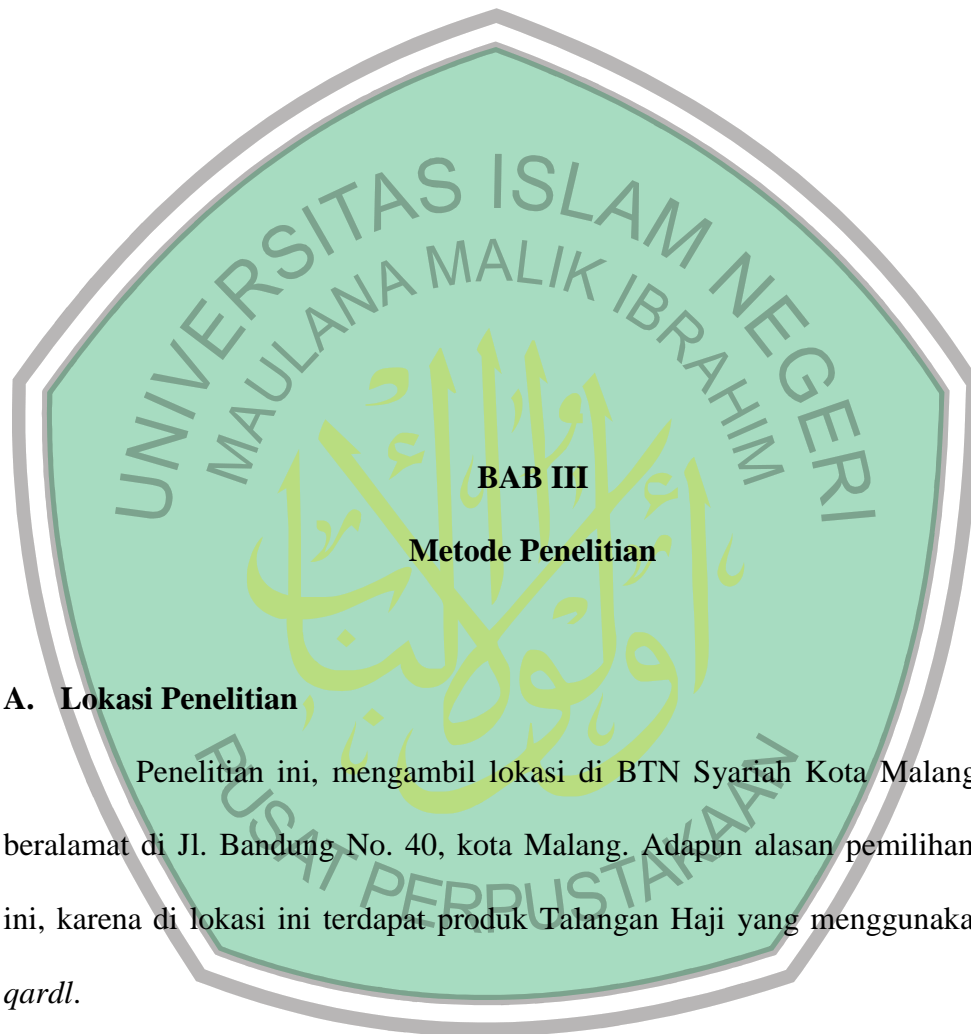 UNIVERSITAS ISLAM NEGERI
MAULANA MALIK IBRAHIM
BAB III
Metode Penelitian
A. Lokasi Penelitian
Penelitian ini, mengambil lokasi di BTN Syariah Kota Malang
beralamat di Jl. Bandung No. 40, kota Malang. Adapun alasan pemilihan
ini, karena di lokasi ini terdapat produk Talangan Haji yang menggunaka
qardl.
PUSAT PERPUSTAKAAN